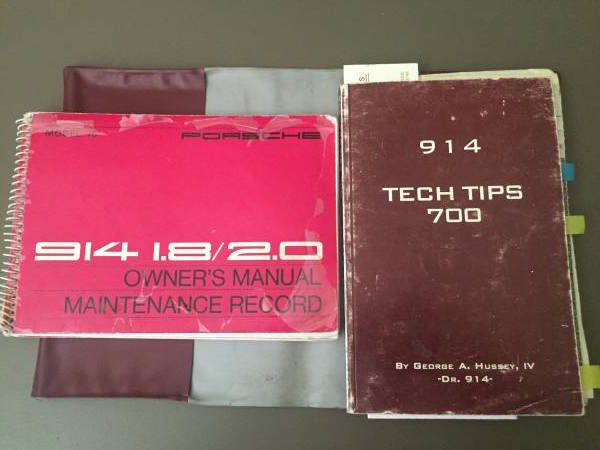 MODEL
PORSCHE
914 1.8/2.0
OWNER'S MANUAL
MAINTENANCE RECORD
914
TECH TIPS
700
BY GEORGE A. HUSSEY, IV
-DR. 914-